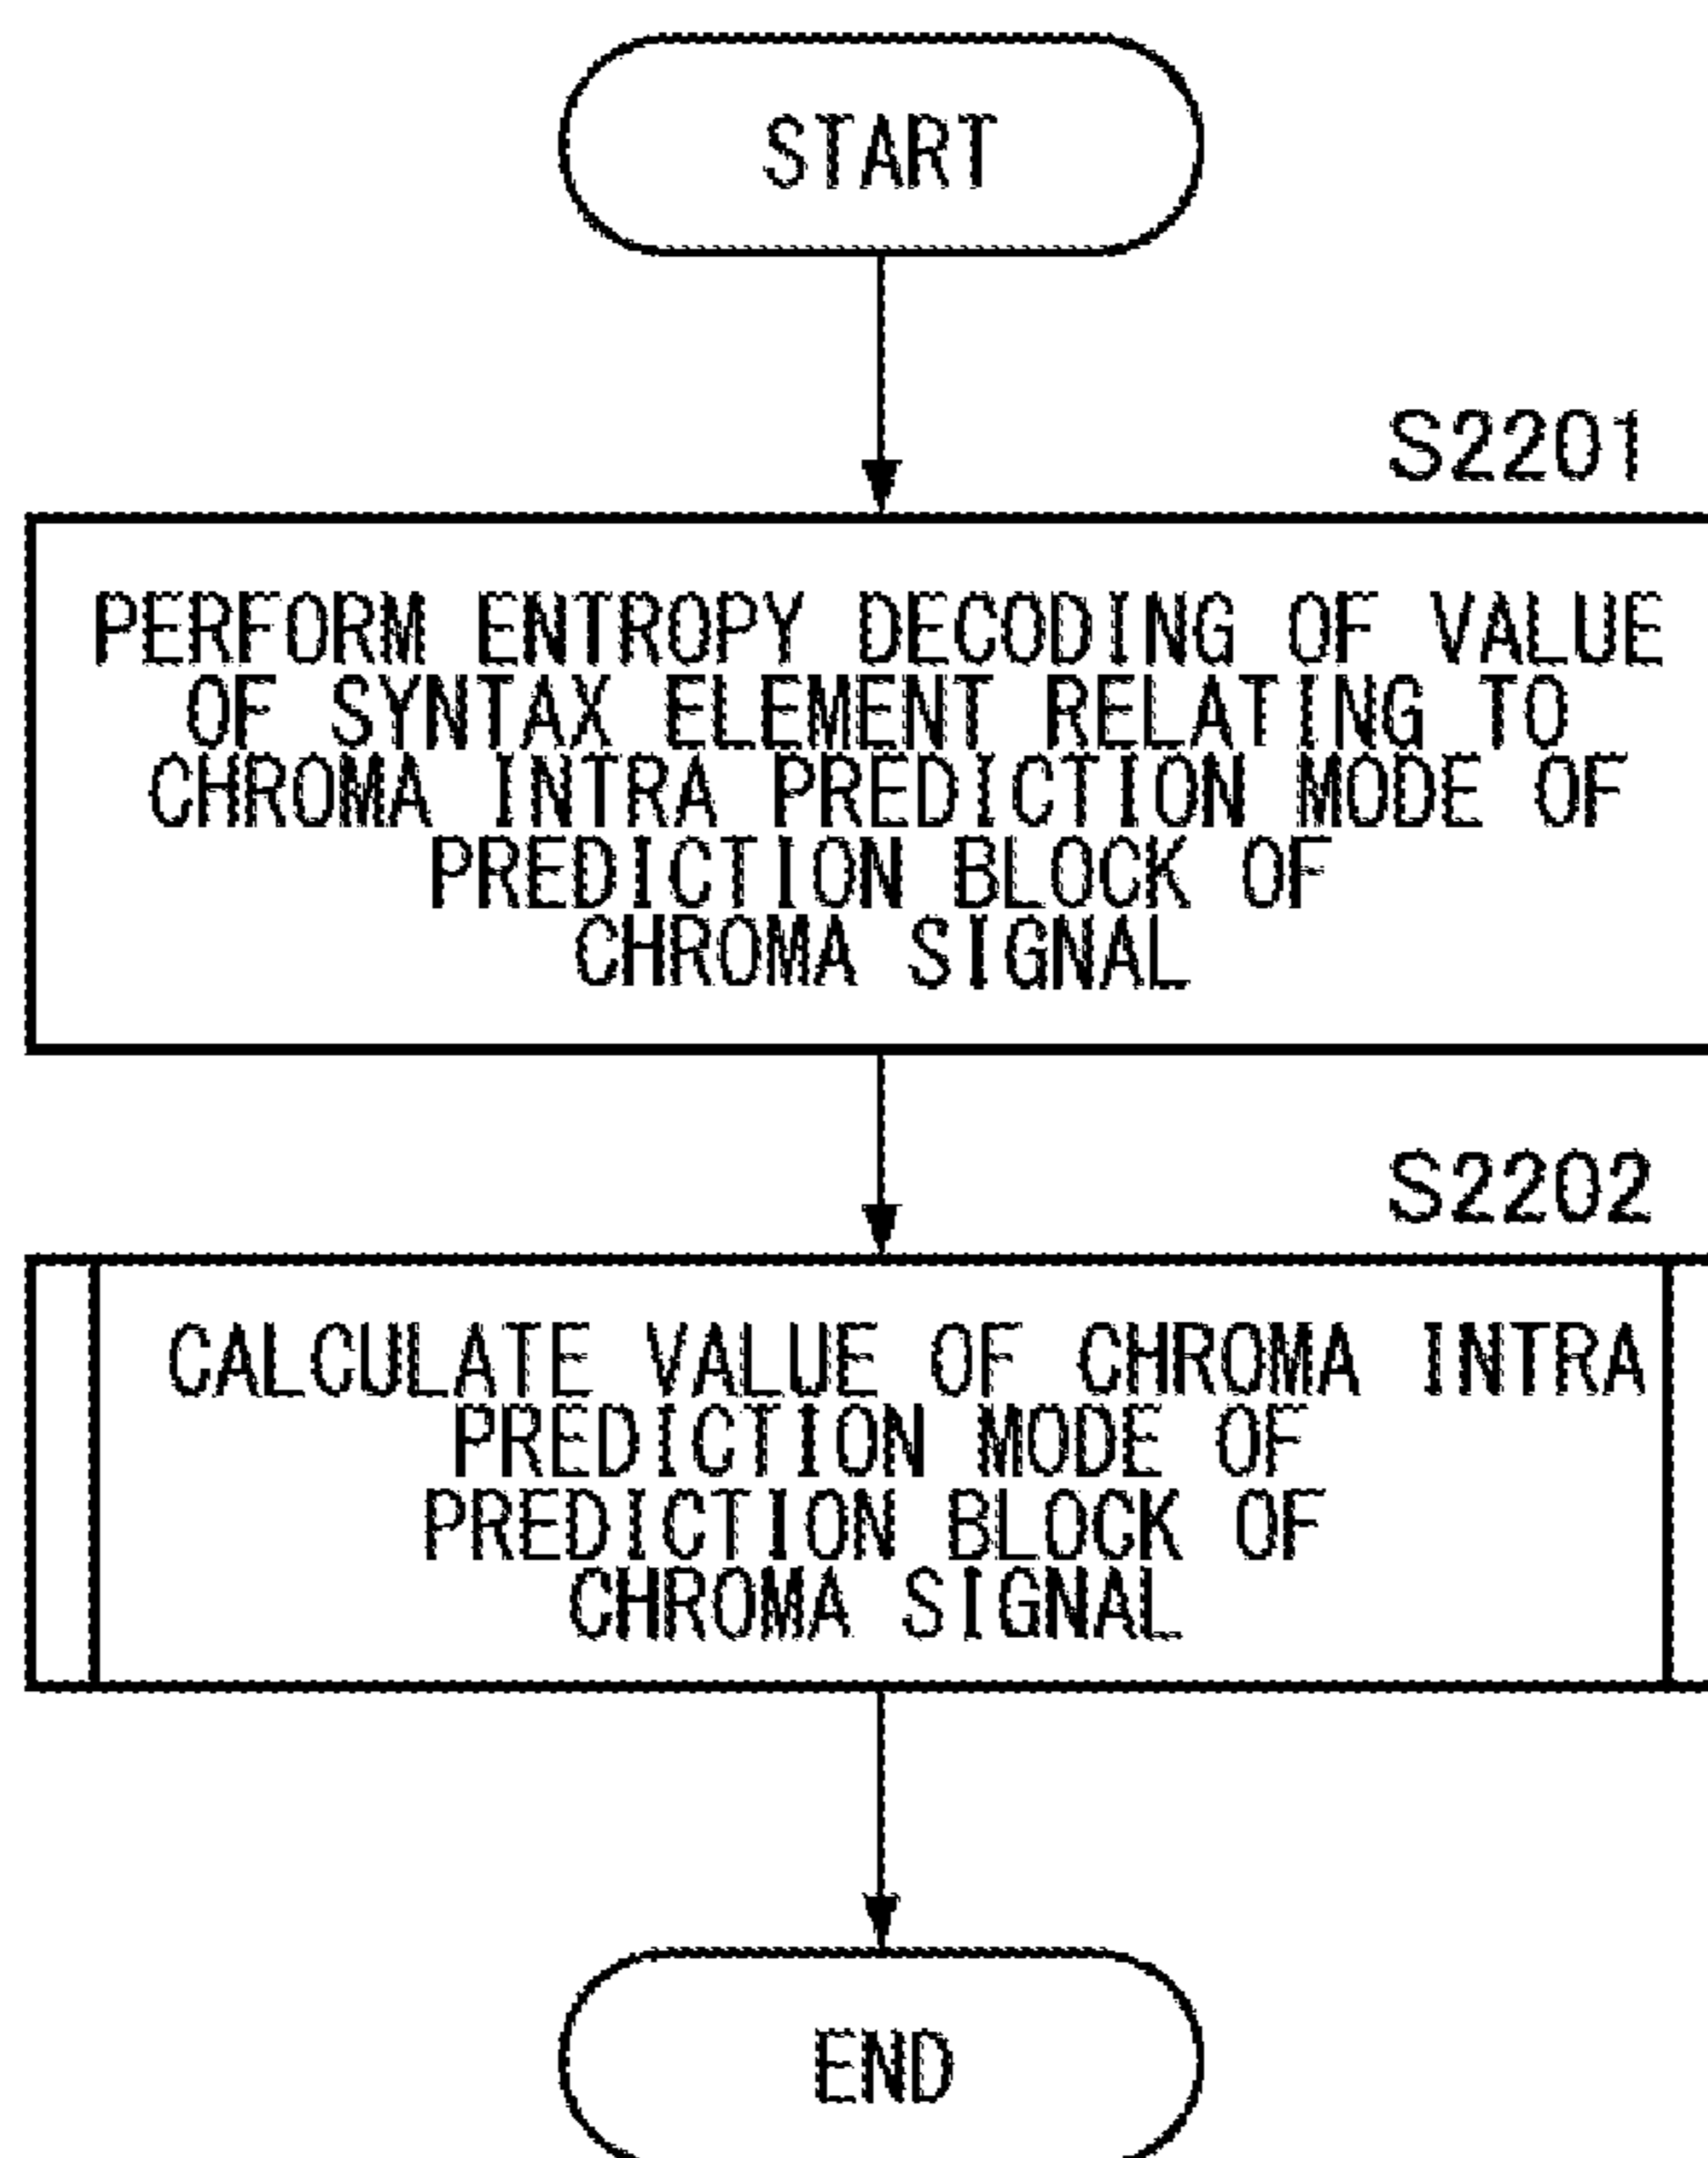 START
S2201
PERFORM ENTROPY DECODING OF VALUE
OF SYNTAX ELEMENT RELATING TO
CHROMA INTRA PREDICTION MODE OF
PREDICTION BLOCK OF
CHROMA SIGNAL
S2202
CALCULATE VALUE OF CHROMA INTRA
PREDICTION MODE OF
PREDICTION BLOCK OF
CHROMA SIGNAL
END